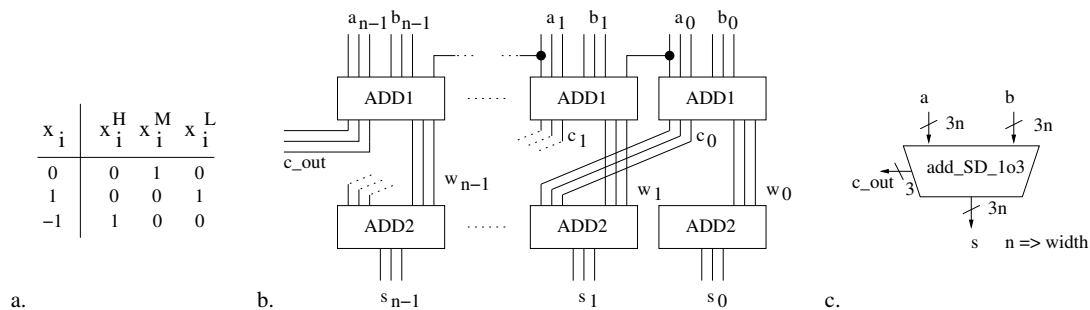 x i x i H x i M x i L
0 0 1 0
1 0 0 1
−1 1 0 0
a.
a n−1 b n−1 a 1 b 1 a 0 b 0
ADD1 ADD1 ADD1
c_out c 1 c 0
w n−1 w 1 w 0
ADD2 ADD2 ADD2
s n−1 s 1 s 0
b.
a b
3n 3n
add_SD_1o3
c_out 3
3n
s n => width
c.